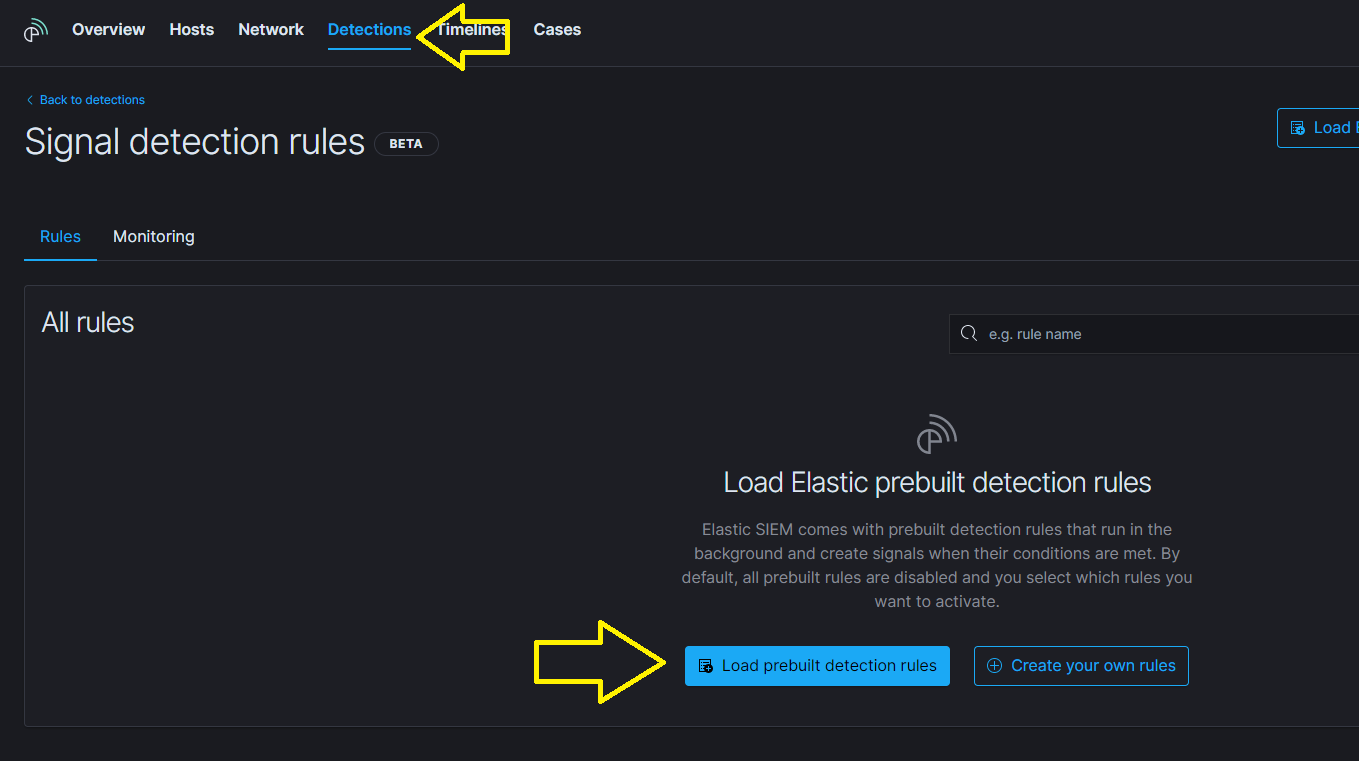 Overview Hosts Network Detections Timelines Cases
Back to detections
Signal detection rules BETA
Load
Rules Monitoring
All rules
e.g. rule name
Load Elastic prebuilt detection rules
Elastic SIEM comes with prebuilt detection rules that run in the
background and create signals when their conditions are met. By
default, all prebuilt rules are disabled and you select which rules you
want to activate.
Load prebuilt detection rules Create your own rules